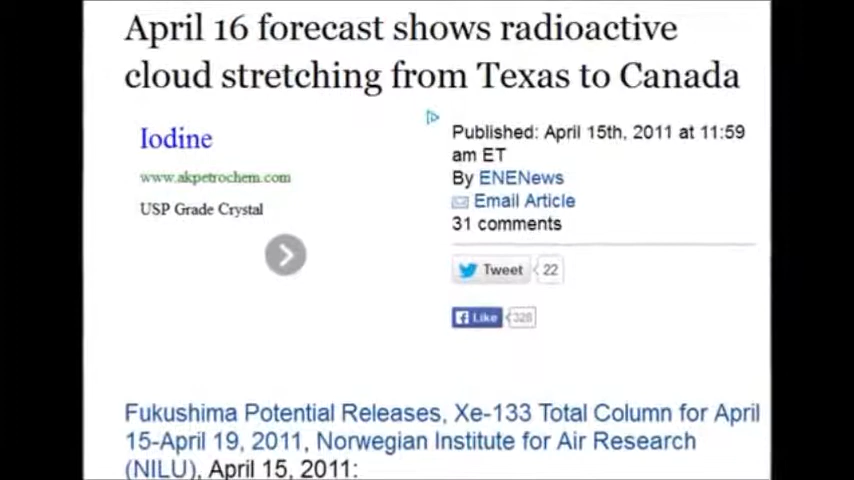 April 16 forecast shows radioactive
cloud stretching from Texas to Canada
Iodine
www.akpetrochem.com
USP Grade Crystal
Published: April 15th, 2011 at 11:59
am ET
By ENENews
Email Article
31 comments
Tweet 22
Like 328
Fukushima Potential Releases, Xe-133 Total Column for April
15-April 19, 2011, Norwegian Institute for Air Research
(NILU), April 15, 2011: